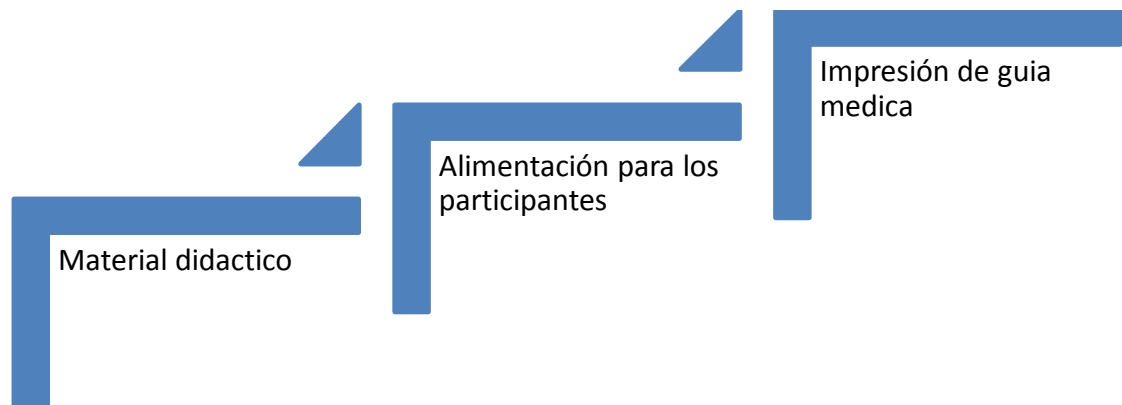 Material didactico
Alimentación para los
participantes
Impresión de guia
medica